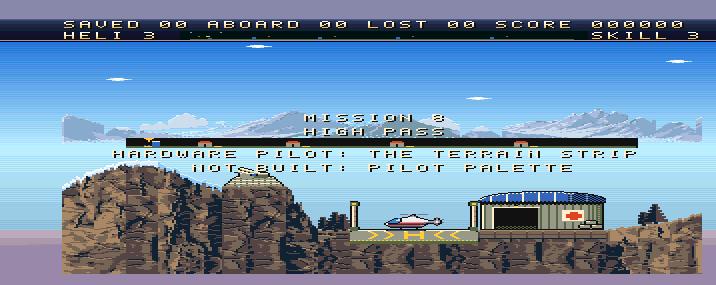 SAVED 00 ABOARD 00 LOST 00 SCORE 000000
HELI 3 SKILL 3
MISSION 8
HIGH PASS
HARDWARE PILOT: THE TERRAIN STRIP
NOT BUILT: PILOT PALETTE
H